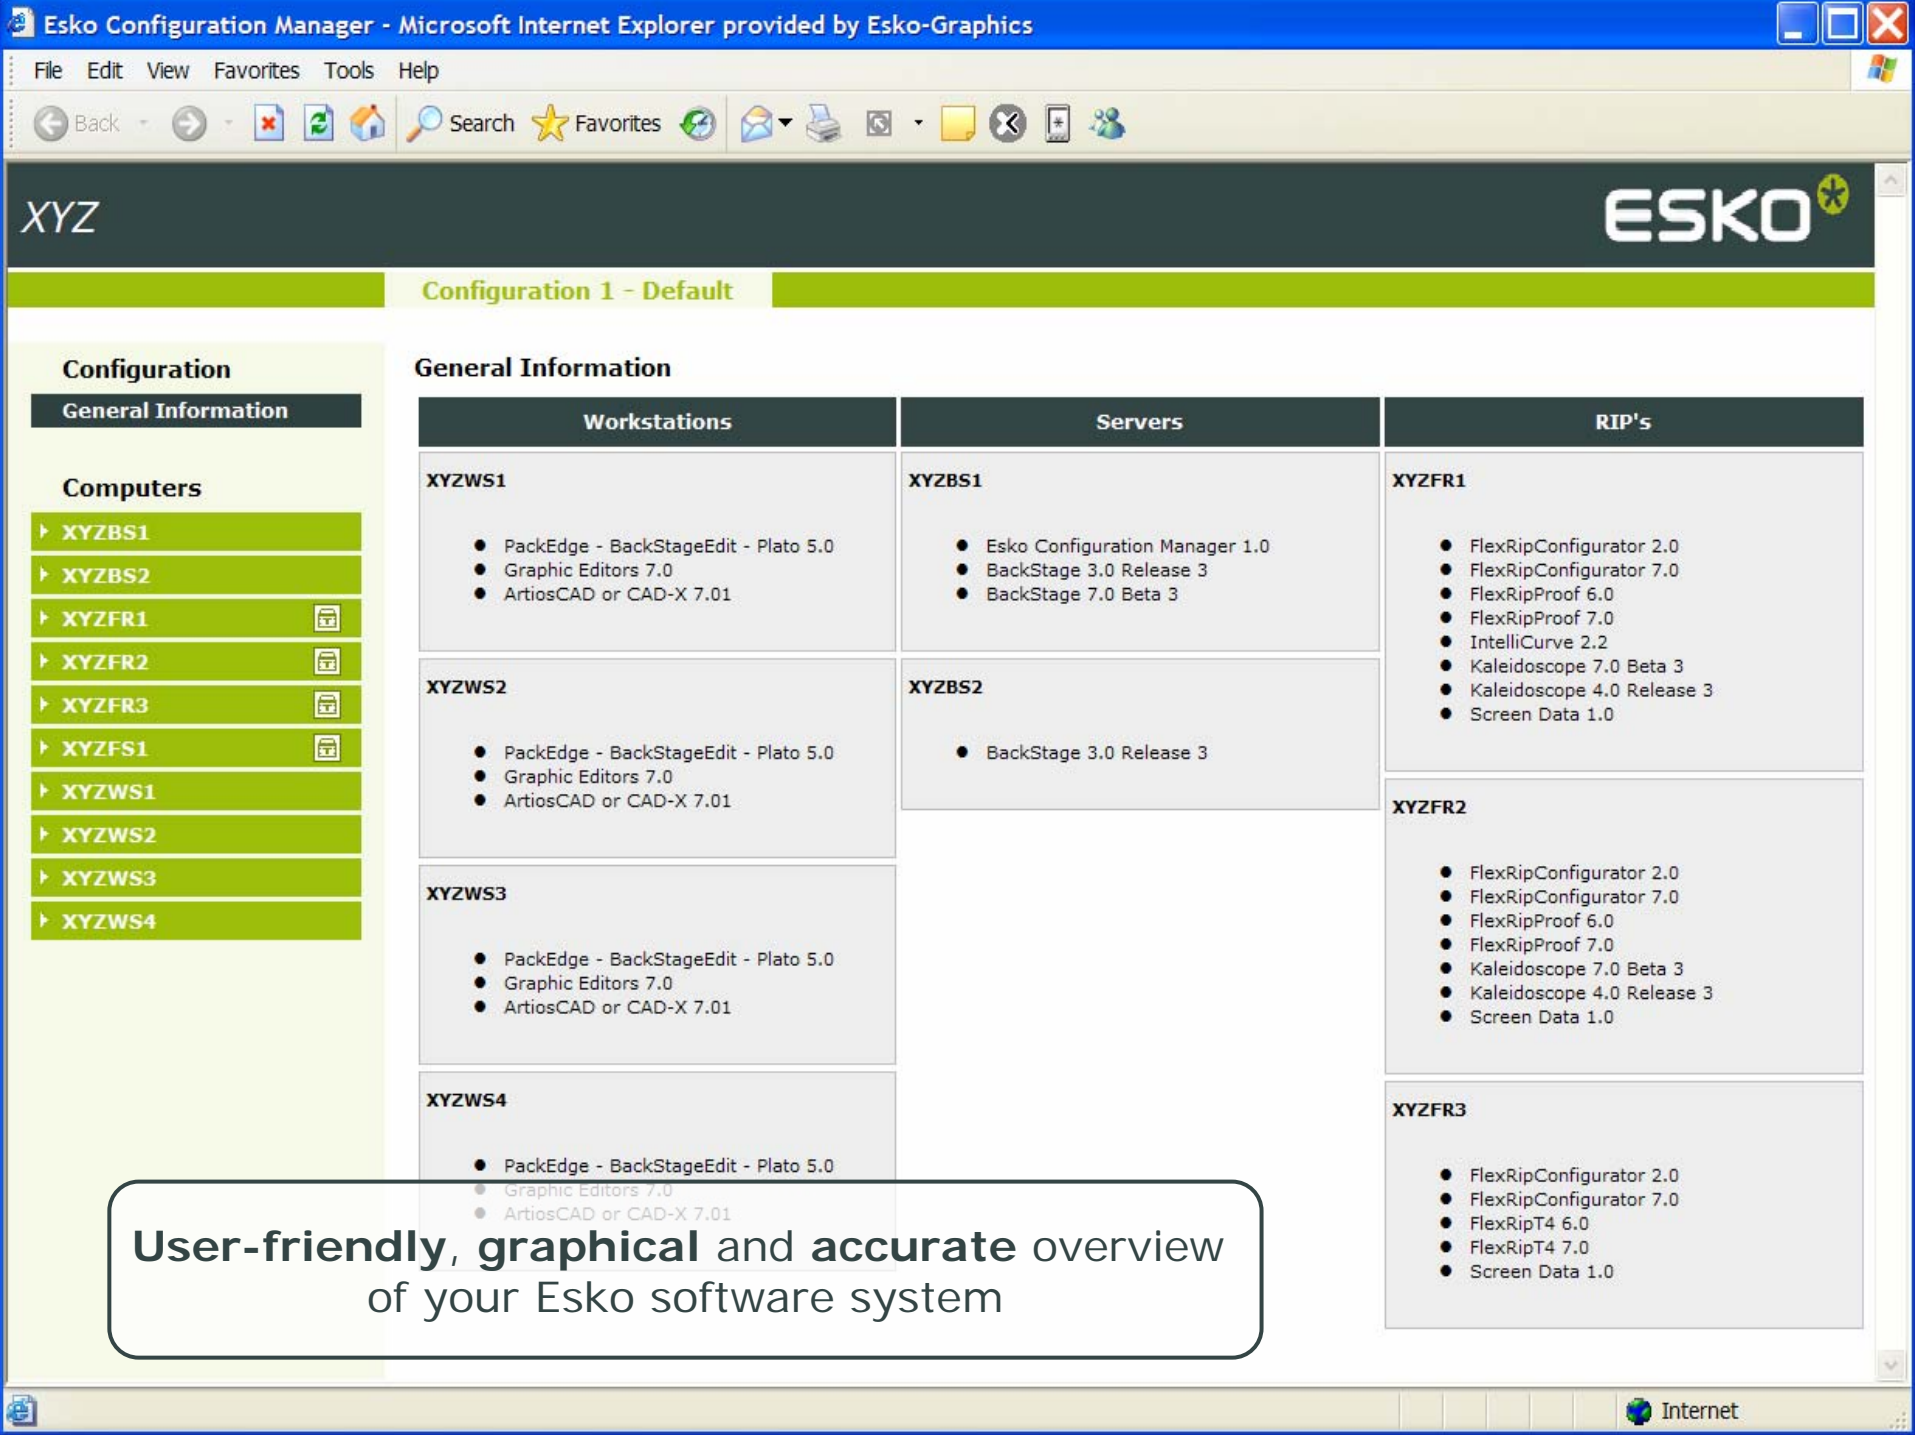 Esko Configuration Manager - Microsoft Internet Explorer provided by Esko-Graphics
File Edit View Favorites Tools Help
Back Search Favorites
XYZ
ESKO
Configuration 1 - Default
Configuration
General Information
Computers
XYZBS1
XYZBS2
XYZFR1
XYZFR2
XYZFR3
XYZFS1
XYZWS1
XYZWS2
XYZWS3
XYZWS4
General Information
Workstations
XYZWS1
PackEdge - BackStageEdit - Plato 5.0
Graphic Editors 7.0
ArtiosCAD or CAD-X 7.01
XYZWS2
PackEdge - BackStageEdit - Plato 5.0
Graphic Editors 7.0
ArtiosCAD or CAD-X 7.01
XYZWS3
PackEdge - BackStageEdit - Plato 5.0
Graphic Editors 7.0
ArtiosCAD or CAD-X 7.01
XYZWS4
PackEdge - BackStageEdit - Plato 5.0
Graphic Editors 7.0
ArtiosCAD or CAD-X 7.01
Servers
XYZBS1
Esko Configuration Manager 1.0
BackStage 3.0 Release 3
BackStage 7.0 Beta 3
XYZBS2
BackStage 3.0 Release 3
RIP's
XYZFR1
FlexRipConfigurator 2.0
FlexRipConfigurator 7.0
FlexRipProof 6.0
FlexRipProof 7.0
IntelliCurve 2.2
Kaleidoscope 7.0 Beta 3
Kaleidoscope 4.0 Release 3
Screen Data 1.0
XYZFR2
FlexRipConfigurator 2.0
FlexRipConfigurator 7.0
FlexRipProof 6.0
FlexRipProof 7.0
Kaleidoscope 7.0 Beta 3
Kaleidoscope 4.0 Release 3
Screen Data 1.0
XYZFR3
FlexRipConfigurator 2.0
FlexRipConfigurator 7.0
FlexRipT4 6.0
FlexRipT4 7.0
Screen Data 1.0
User-friendly, graphical and accurate overview
of your Esko software system
Internet